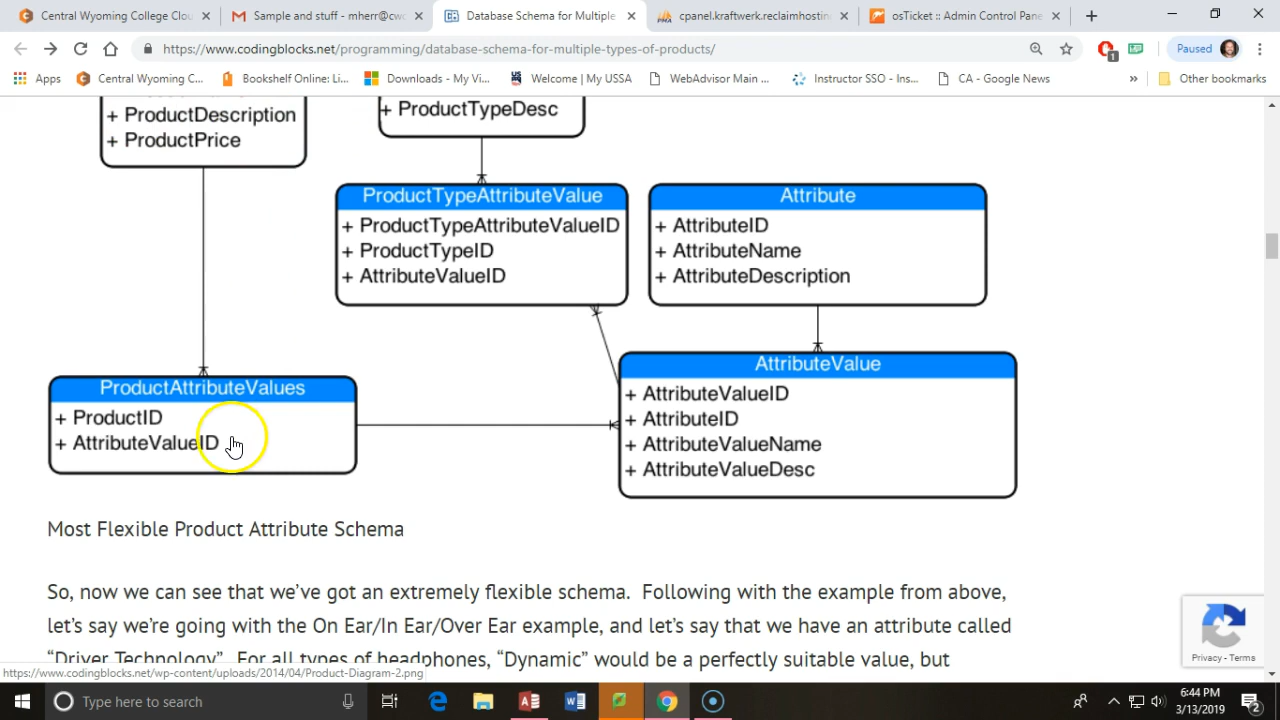 Central Wyoming College Clou
Sample and stuff - mherr@cwc
Database Schema for Multiple
cpanel.kraftwerk.reclaimhostin
osTicket :: Admin Control Pane
https://www.codingblocks.net/programming/database-schema-for-multiple-types-of-products/
1
Paused
Apps
Central Wyoming C...
Bookshelf Online: Li...
Downloads - My Vi...
Welcome | My USSA
WebAdvisor Main ...
Instructor SSO - Ins...
CA - Google News
»
Other bookmarks
+ ProductDescription
+ ProductPrice
+ ProductTypeDesc
ProductTypeAttributeValue
+ ProductTypeAttributeValueID
+ ProductTypeID
+ AttributeValueID
Attribute
+ AttributeID
+ AttributeName
+ AttributeDescription
ProductAttributeValues
+ ProductID
+ AttributeValueID
AttributeValue
+ AttributeValueID
+ AttributeID
+ AttributeValueName
+ AttributeValueDesc
Most Flexible Product Attribute Schema
So, now we can see that we've got an extremely flexible schema.  Following with the example from above,
let's say we're going with the On Ear/In Ear/Over Ear example, and let's say that we have an attribute called
"Driver Technology".  For all types of headphones, "Dynamic" would be a perfectly suitable value, but
Privacy - Terms
https://www.codingblocks.net/wp-content/uploads/2014/04/Product-Diagram-2.png
Type here to search
6:44 PM
3/13/2019
2